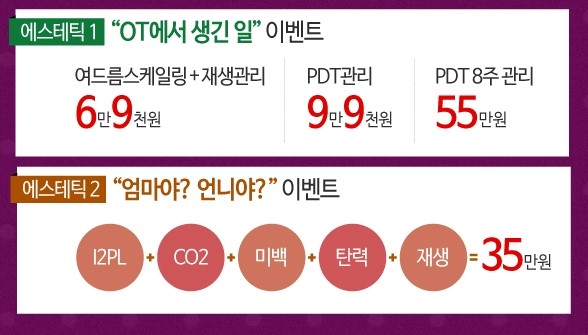 에스테틱 1 “OT에서 생긴 일” 이벤트
여드름스케일링 + 재생관리 PDT관리 PDT 8주 관리
6만9천원 9만9천원 55만원
에스테틱 2 “엄마야? 언니야?” 이벤트
I2PL + CO2 + 미백 + 탄력 + 재생 = 35만원